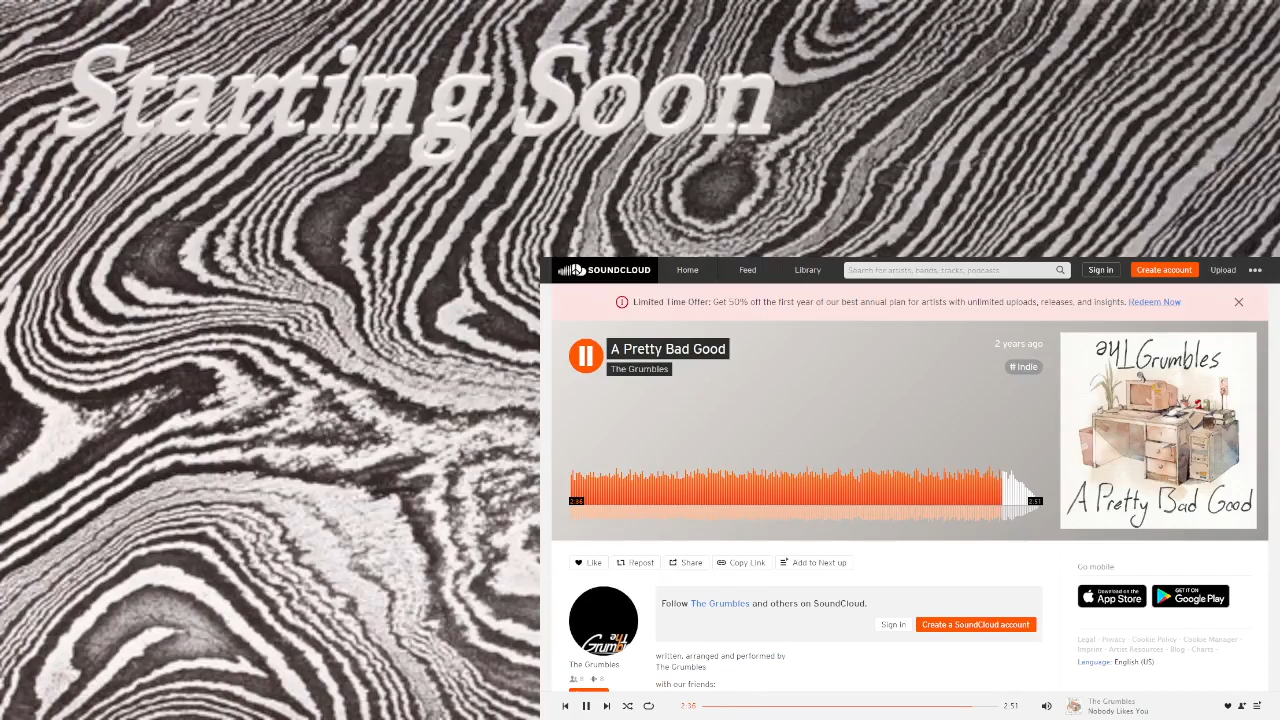 Starting Soon
SOUNDCLOUD
Home
Feed
Library
Search for artists, bands, tracks, podcasts
Sign in
Create account
Upload
Limited Time Offer: Get 50% off the first year of our best annual plan for artists with unlimited uploads, releases, and insights. Redeem Now
A Pretty Bad Good
The Grumbles
2 years ago
# Indie
The Grumbles
A Pretty Bad Good
2:36
2:51
Like
Repost
Share
Copy Link
Add to Next up
Follow The Grumbles and others on SoundCloud.
Sign in
Create a SoundCloud account
The Grumbles
8
8
written, arranged and performed by
The Grumbles
with our friends:
Go mobile
Download on the
App Store
GET IT ON
Google Play
Legal - Privacy - Cookie Policy - Cookie Manager -
Imprint - Artist Resources - Blog - Charts -
Language: English (US)
2:36
2:51
The Grumbles
Nobody Likes You